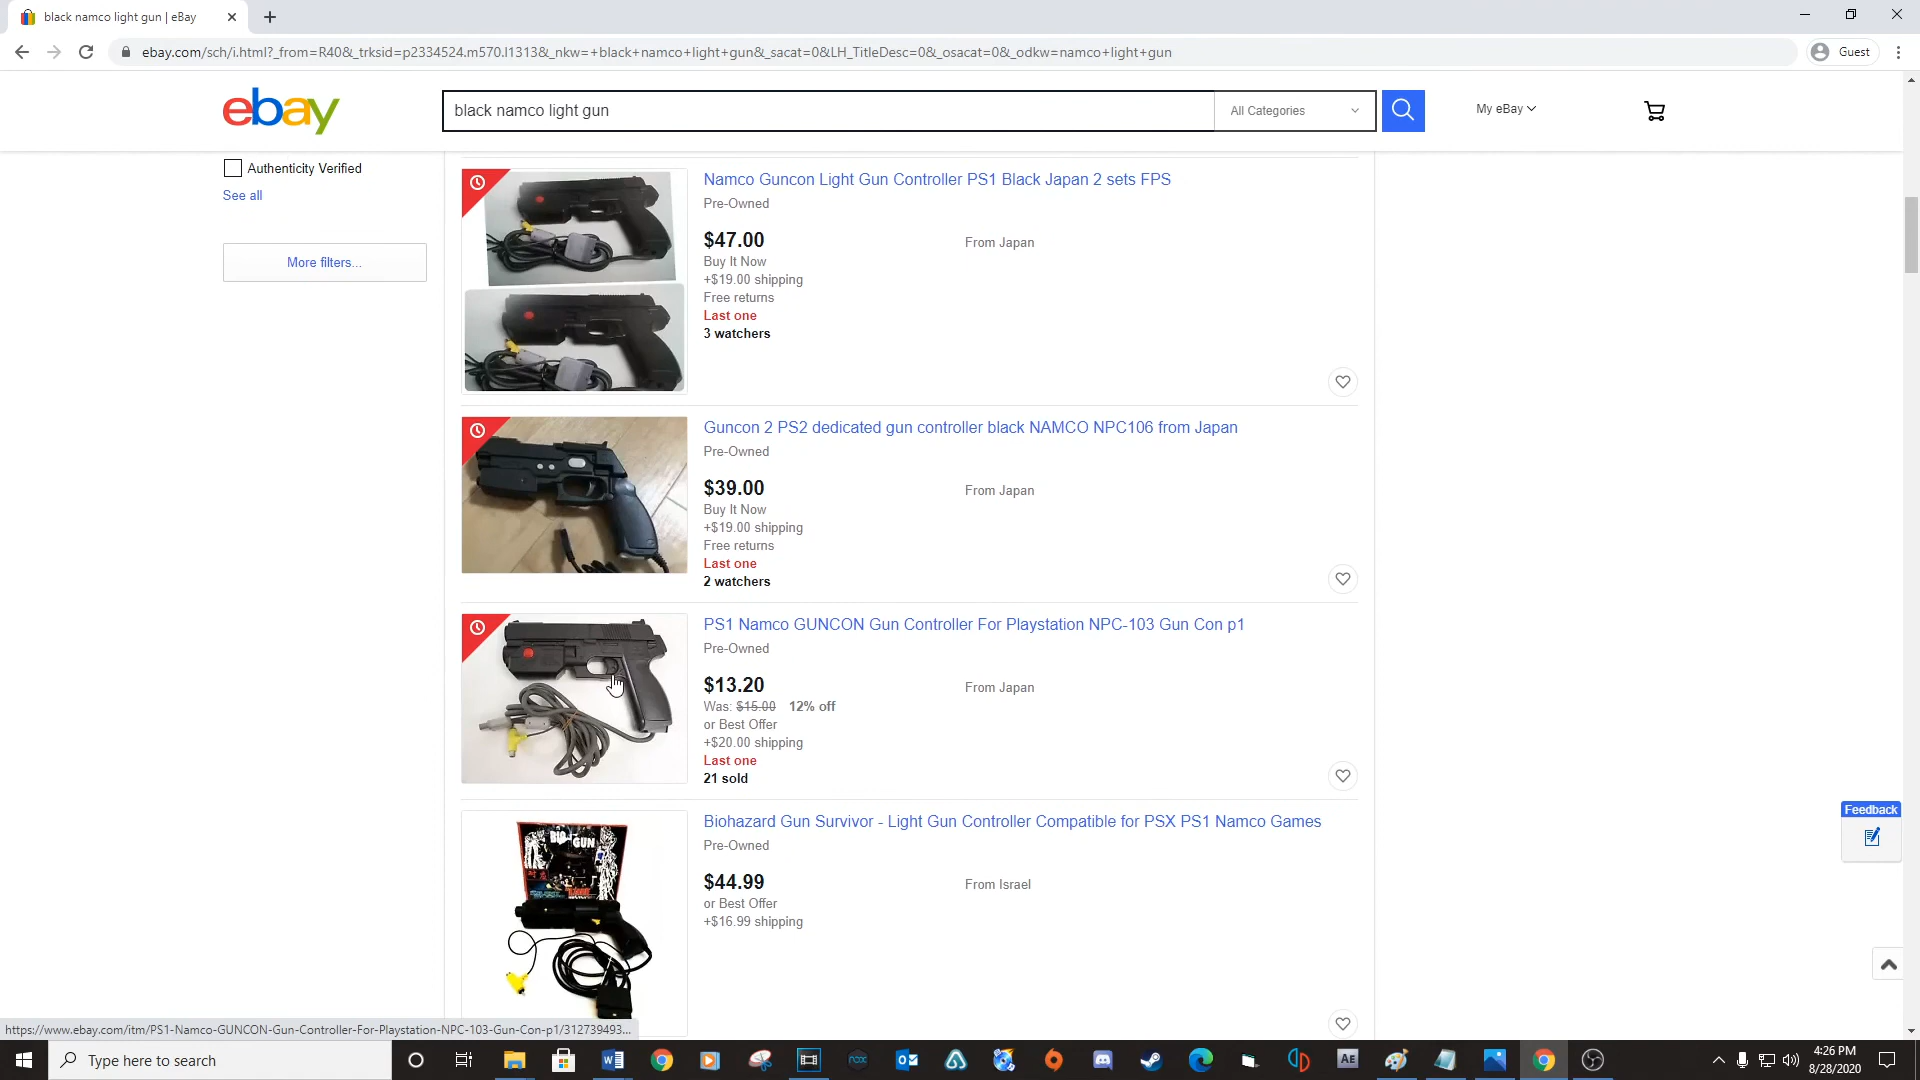 black namco light gun | eBay
ebay.com/sch/i.html?_from=R40&_trksid=p2334524.m570.l1313&_nkw=+black+namco+light+gun&_sacat=0&LH_TitleDesc=0&_osacat=0&_odkw=namco+light+gun
Guest
ebay
black namco light gun
All Categories
My eBay
Authenticity Verified
See all
More filters...
Namco Guncon Light Gun Controller PS1 Black Japan 2 sets FPS
Pre-Owned
$47.00
From Japan
Buy It Now
+$19.00 shipping
Free returns
Last one
3 watchers
Guncon 2 PS2 dedicated gun controller black NAMCO NPC106 from Japan
Pre-Owned
$39.00
From Japan
Buy It Now
+$19.00 shipping
Free returns
Last one
2 watchers
PS1 Namco GUNCON Gun Controller For Playstation NPC-103 Gun Con p1
Pre-Owned
$13.20
From Japan
Was: $15.00 12% off
or Best Offer
+$20.00 shipping
Last one
21 sold
Biohazard Gun Survivor - Light Gun Controller Compatible for PSX PS1 Namco Games
Pre-Owned
$44.99
From Israel
or Best Offer
+$16.99 shipping
BIO GUN
Feedback
https://www.ebay.com/itm/PS1-Namco-GUNCON-Gun-Controller-For-Playstation-NPC-103-Gun-Con-p1/312739493...
Type here to search
AE
4:26 PM
8/28/2020